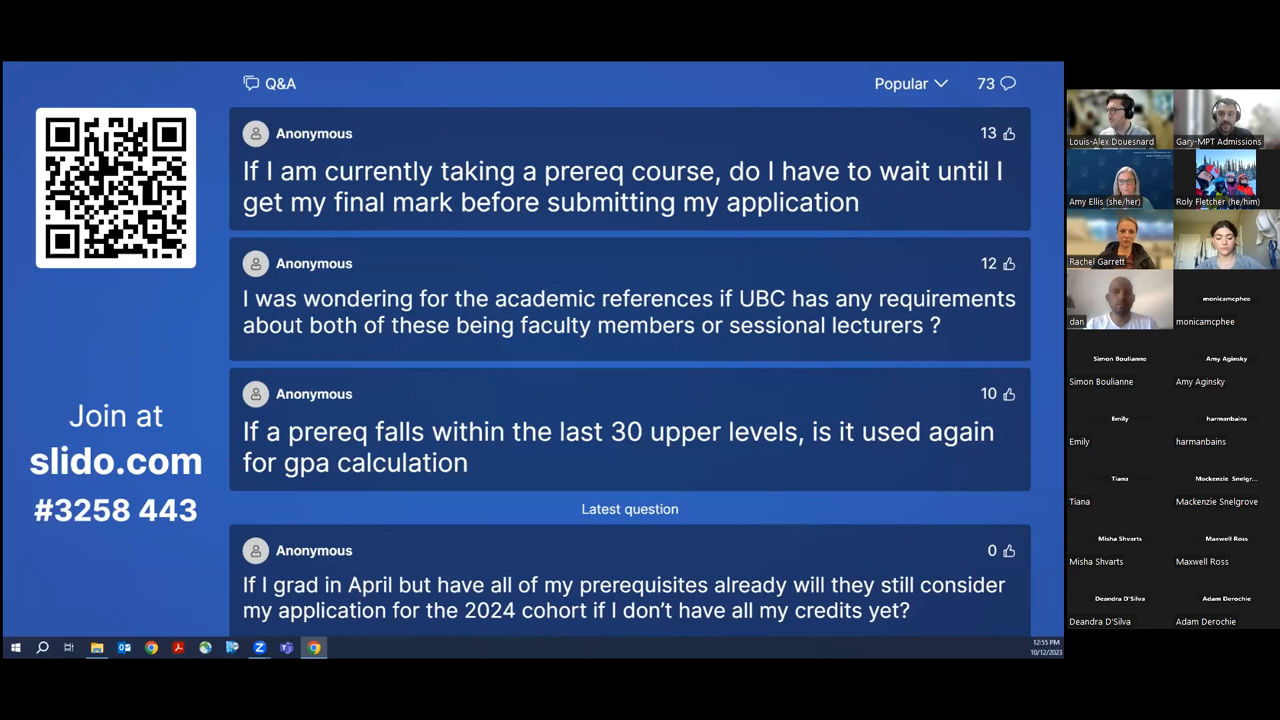 Q&A
Popular
73
Anonymous
13
If I am currently taking a prereq course, do I have to wait until I
get my final mark before submitting my application
Anonymous
12
I was wondering for the academic references if UBC has any requirements
about both of these being faculty members or sessional lecturers ?
Anonymous
10
If a prereq falls within the last 30 upper levels, is it used again
for gpa calculation
Latest question
Anonymous
0
If I grad in April but have all of my prerequisites already will they still consider
my application for the 2024 cohort if I don't have all my credits yet?
Join at
slido.com
#3258 443
12:55 PM
10/12/2023
Louis-Alex Douesnard
Gary-MPT Admissions
Amy Ellis (she/her)
Roly Fletcher (he/him)
Rachel Garrett
dan
monicamcphee
monicamcphee
Simon Boulianne
Amy Aginsky
Simon Boulianne
Amy Aginsky
Emily
harmanbains
Emily
harmanbains
Tiana
Mackenzie Snelgr...
Tiana
Mackenzie Snelgrove
Misha Shvarts
Maxwell Ross
Misha Shvarts
Maxwell Ross
Deandra D'Silva
Adam Derochie
Deandra D'Silva
Adam Derochie